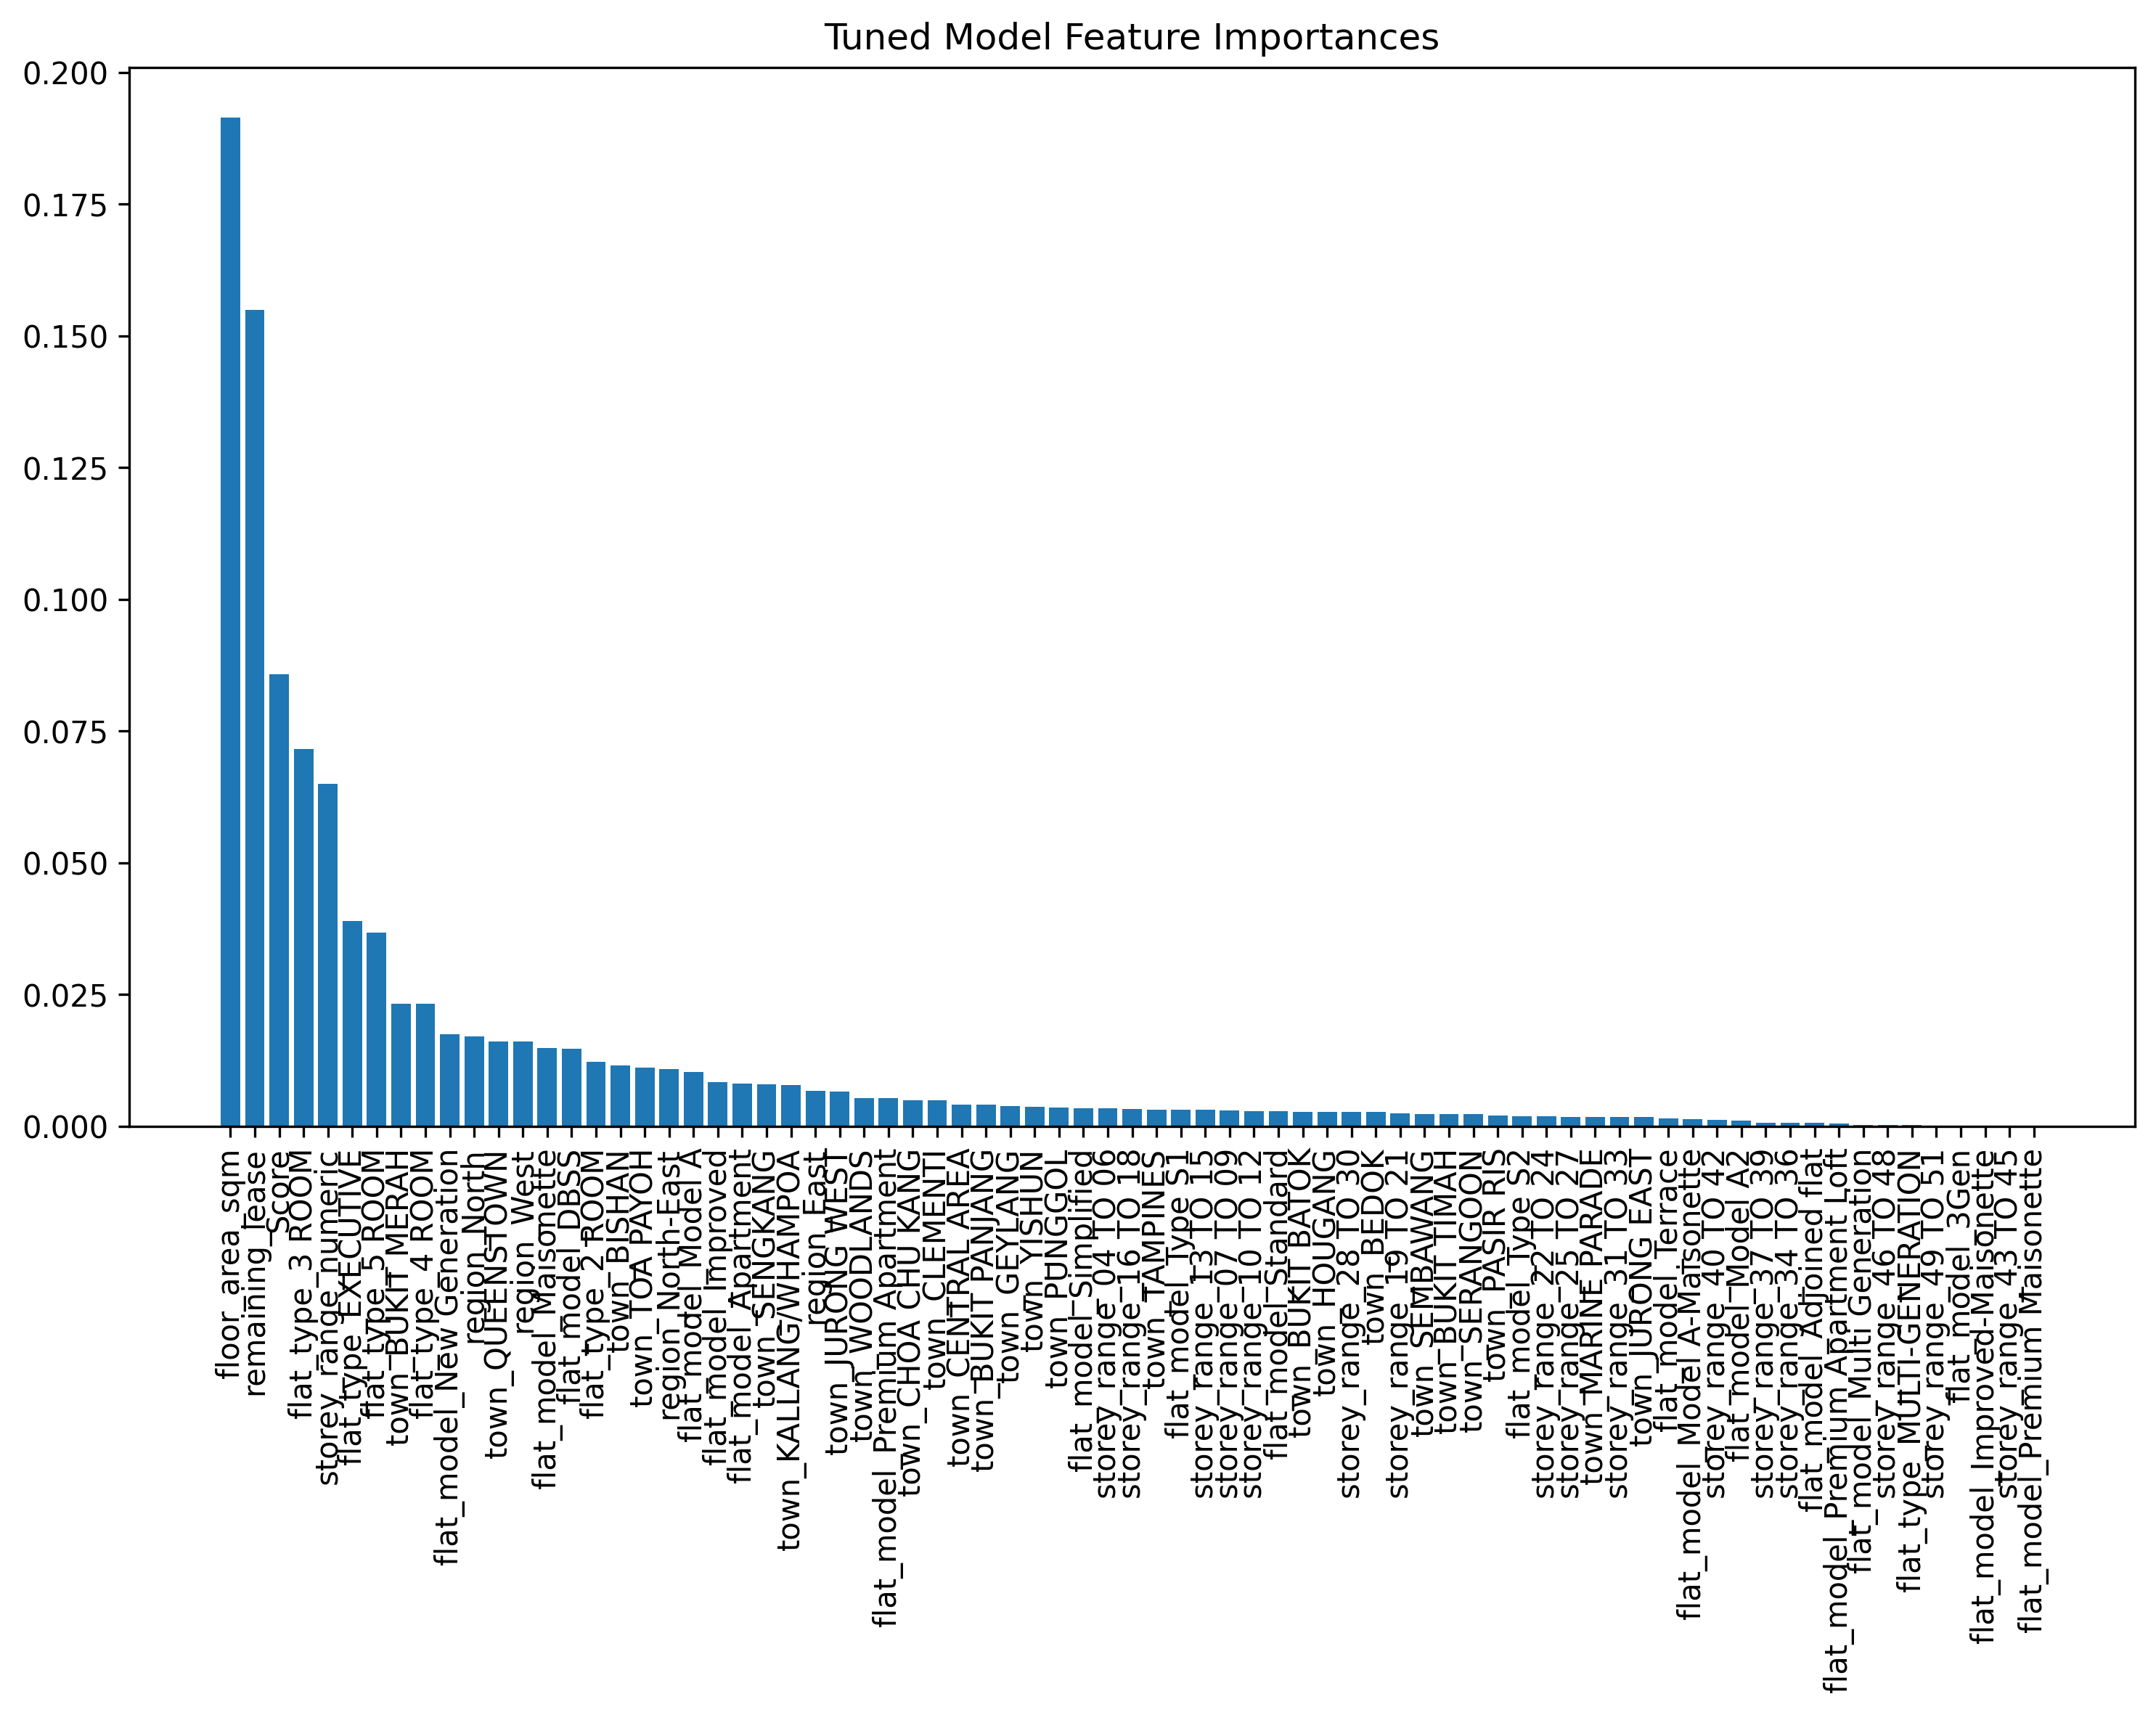 Tuned Model Feature Importances
0.200
0.175
0.150
0.125
0.100
0.075
0.050
0.025
0.000
floor_area_sqm
remaining_lease
Score
flat_type_3 ROOM
storey_range_numeric
flat_type_EXECUTIVE
flat_type_5 ROOM
town_BUKIT MERAH
flat_type_4 ROOM
flat_model_New Generation
region_North
town_QUEENSTOWN
region_West
flat_model_Maisonette
flat_model_DBSS
flat_type_2 ROOM
town_BISHAN
town_TOA PAYOH
region_North-East
flat_model_Model A
flat_model_Improved
flat_model_Apartment
town_SENGKANG
town_KALLANG/WHAMPOA
region_East
town_JURONG WEST
town_WOODLANDS
flat_model_Premium Apartment
town_CHOA CHU KANG
town_CLEMENTI
town_CENTRAL AREA
town_BUKIT PANJANG
town_GEYLANG
town_YISHUN
town_PUNGGOL
flat_model_Simplified
storey_range_04 TO 06
storey_range_16 TO 18
town_TAMPINES
flat_model_Type S1
storey_range_13 TO 15
storey_range_07 TO 09
storey_range_10 TO 12
flat_model_Standard
town_BUKIT BATOK
town_HOUGANG
storey_range_28 TO 30
town_BEDOK
storey_range_19 TO 21
town_SEMBAWANG
town_BUKIT TIMAH
town_SERANGOON
town_PASIR RIS
flat_model_Type S2
storey_range_22 TO 24
storey_range_25 TO 27
town_MARINE PARADE
storey_range_31 TO 33
town_JURONG EAST
flat_model_Terrace
flat_model_Model A-Maisonette
storey_range_40 TO 42
flat_model_Model A2
storey_range_37 TO 39
storey_range_34 TO 36
flat_model_Adjoined flat
flat_model_Premium Apartment Loft
flat_model_Multi Generation
storey_range_46 TO 48
flat_type_MULTI-GENERATION
storey_range_49 TO 51
flat_model_3Gen
flat_model_Improved-Maisonette
storey_range_43 TO 45
flat_model_Premium Maisonette